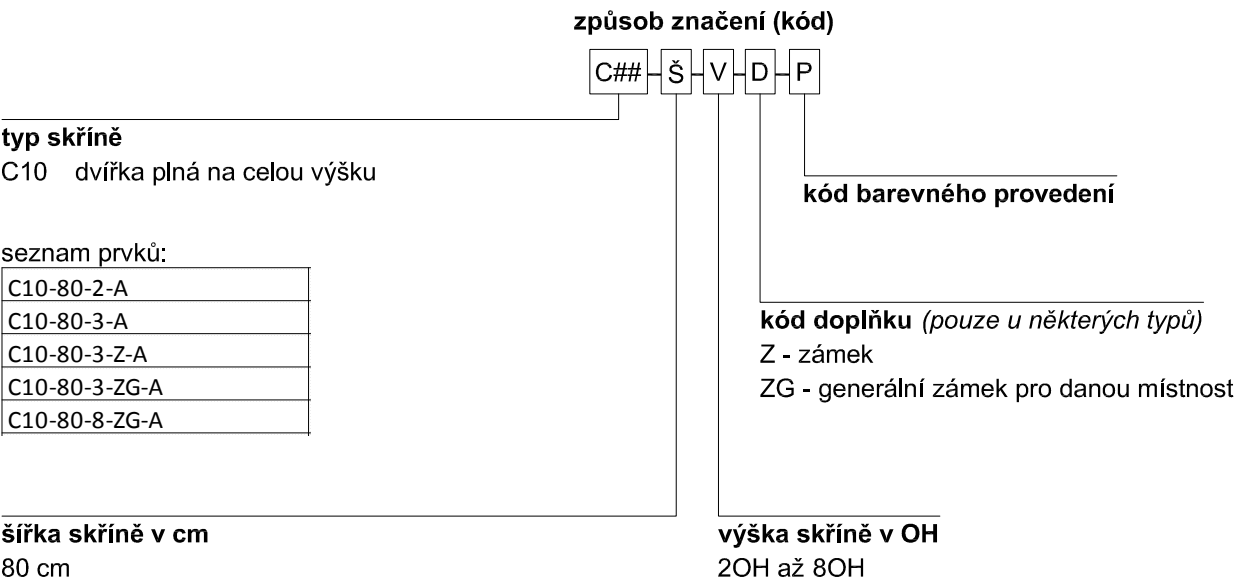 způsob značení (kód)
C## Š V D P
typ skříně
C10 dvířka plná na celou výšku
kód barevného provedení
seznam prvků:
C10-80-2-A
C10-80-3-A
C10-80-3-Z-A
C10-80-3-ZG-A
C10-80-8-ZG-A
kód doplňku (pouze u některých typů)
Z - zámek
ZG - generální zámek pro danou místnost
šířka skříně v cm
80 cm
výška skříně v OH
2OH až 8OH